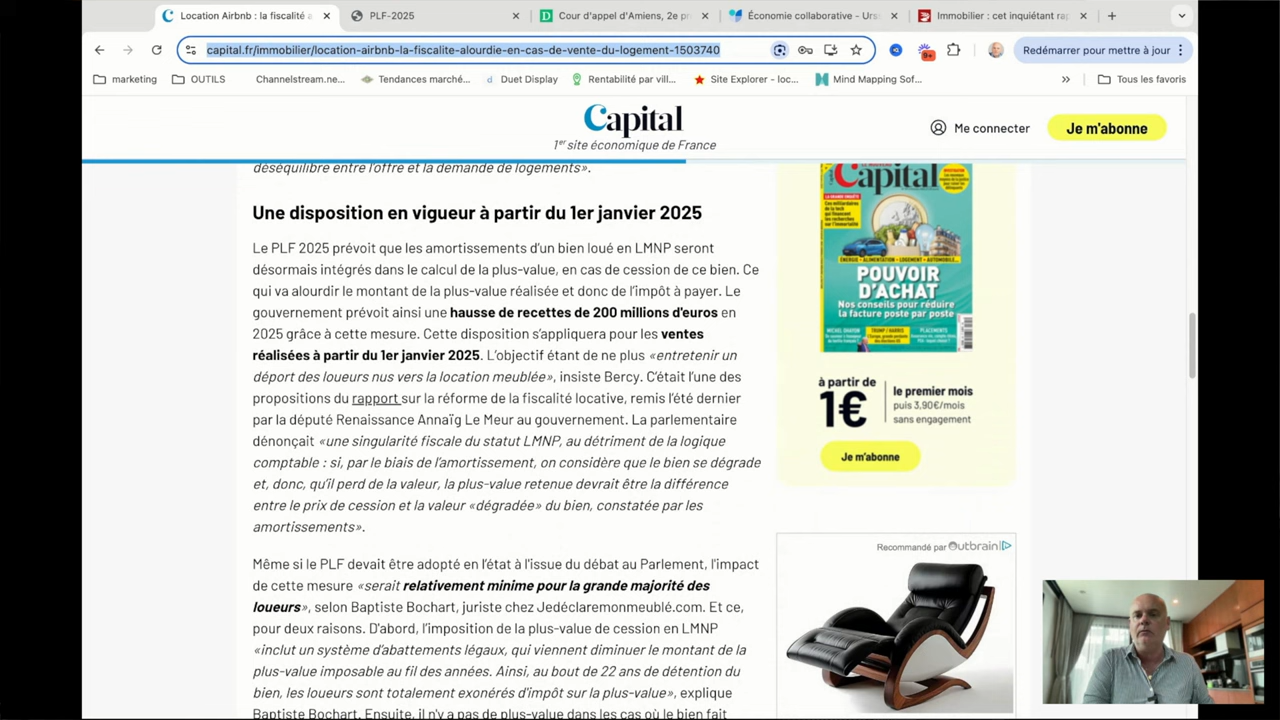 Location Airbnb : la fiscalité a
PLF-2025
Cour d'appel d'Amiens, 2e pr
Économie collaborative - Urs
Immobilier : cet inquiétant rap
capital.fr/immobilier/location-airbnb-la-fiscalite-alourdie-en-cas-de-vente-du-logement-1503740
Redémarrer pour mettre à jour
marketing
OUTILS
Channelstream.ne...
Tendances marché...
Duet Display
Rentabilité par vill...
Site Explorer - loc...
Mind Mapping Sof...
Tous les favoris
Capital
1er site économique de France
Me connecter
Je m'abonne
déséquilibre entre l'offre et la demande de logements».
Une disposition en vigueur à partir du 1er janvier 2025
Le PLF 2025 prévoit que les amortissements d'un bien loué en LMNP seront
désormais intégrés dans le calcul de la plus-value, en cas de cession de ce bien. Ce
qui va alourdir le montant de la plus-value réalisée et donc de l'impôt à payer. Le
gouvernement prévoit ainsi une hausse de recettes de 200 millions d'euros en
2025 grâce à cette mesure. Cette disposition s'appliquera pour les ventes
réalisées à partir du 1er janvier 2025. L'objectif étant de ne plus «entretenir un
déport des loueurs nus vers la location meublée», insiste Bercy. C'était l'une des
propositions du rapport sur la réforme de la fiscalité locative, remis l'été dernier
par la député Renaissance Annaïg Le Meur au gouvernement. La parlementaire
dénonçait «une singularité fiscale du statut LMNP, au détriment de la logique
comptable : si, par le biais de l'amortissement, on considère que le bien se dégrade
et, donc, qu'il perd de la valeur, la plus-value retenue devrait être la différence
entre le prix de cession et la valeur «dégradée» du bien, constatée par les
amortissements».
Même si le PLF devait être adopté en l'état à l'issue du débat au Parlement, l'impact
de cette mesure «serait relativement minime pour la grande majorité des
loueurs», selon Baptiste Bochart, juriste chez Jedéclaremonmeublé.com. Et ce,
pour deux raisons. D'abord, l'imposition de la plus-value de cession en LMNP
«inclut un système d'abattements légaux, qui viennent diminuer le montant de la
plus-value imposable au fil des années. Ainsi, au bout de 22 ans de détention du
bien, les loueurs sont totalement exonérés d'impôt sur la plus-value», explique
Baptiste Bochart. Ensuite, il n'y a pas de plus-value dans les cas où le bien fait
Capital
ÉNERGIE - ALIMENTATION - LOGEMENT - AUTOMOBILE...
POUVOIR
D'ACHAT
Nos conseils pour réduire
la facture poste par poste
à partir de
1€
le premier mois
puis 3,90€/mois
sans engagement
Je m'abonne
Recommandé par Outbrain